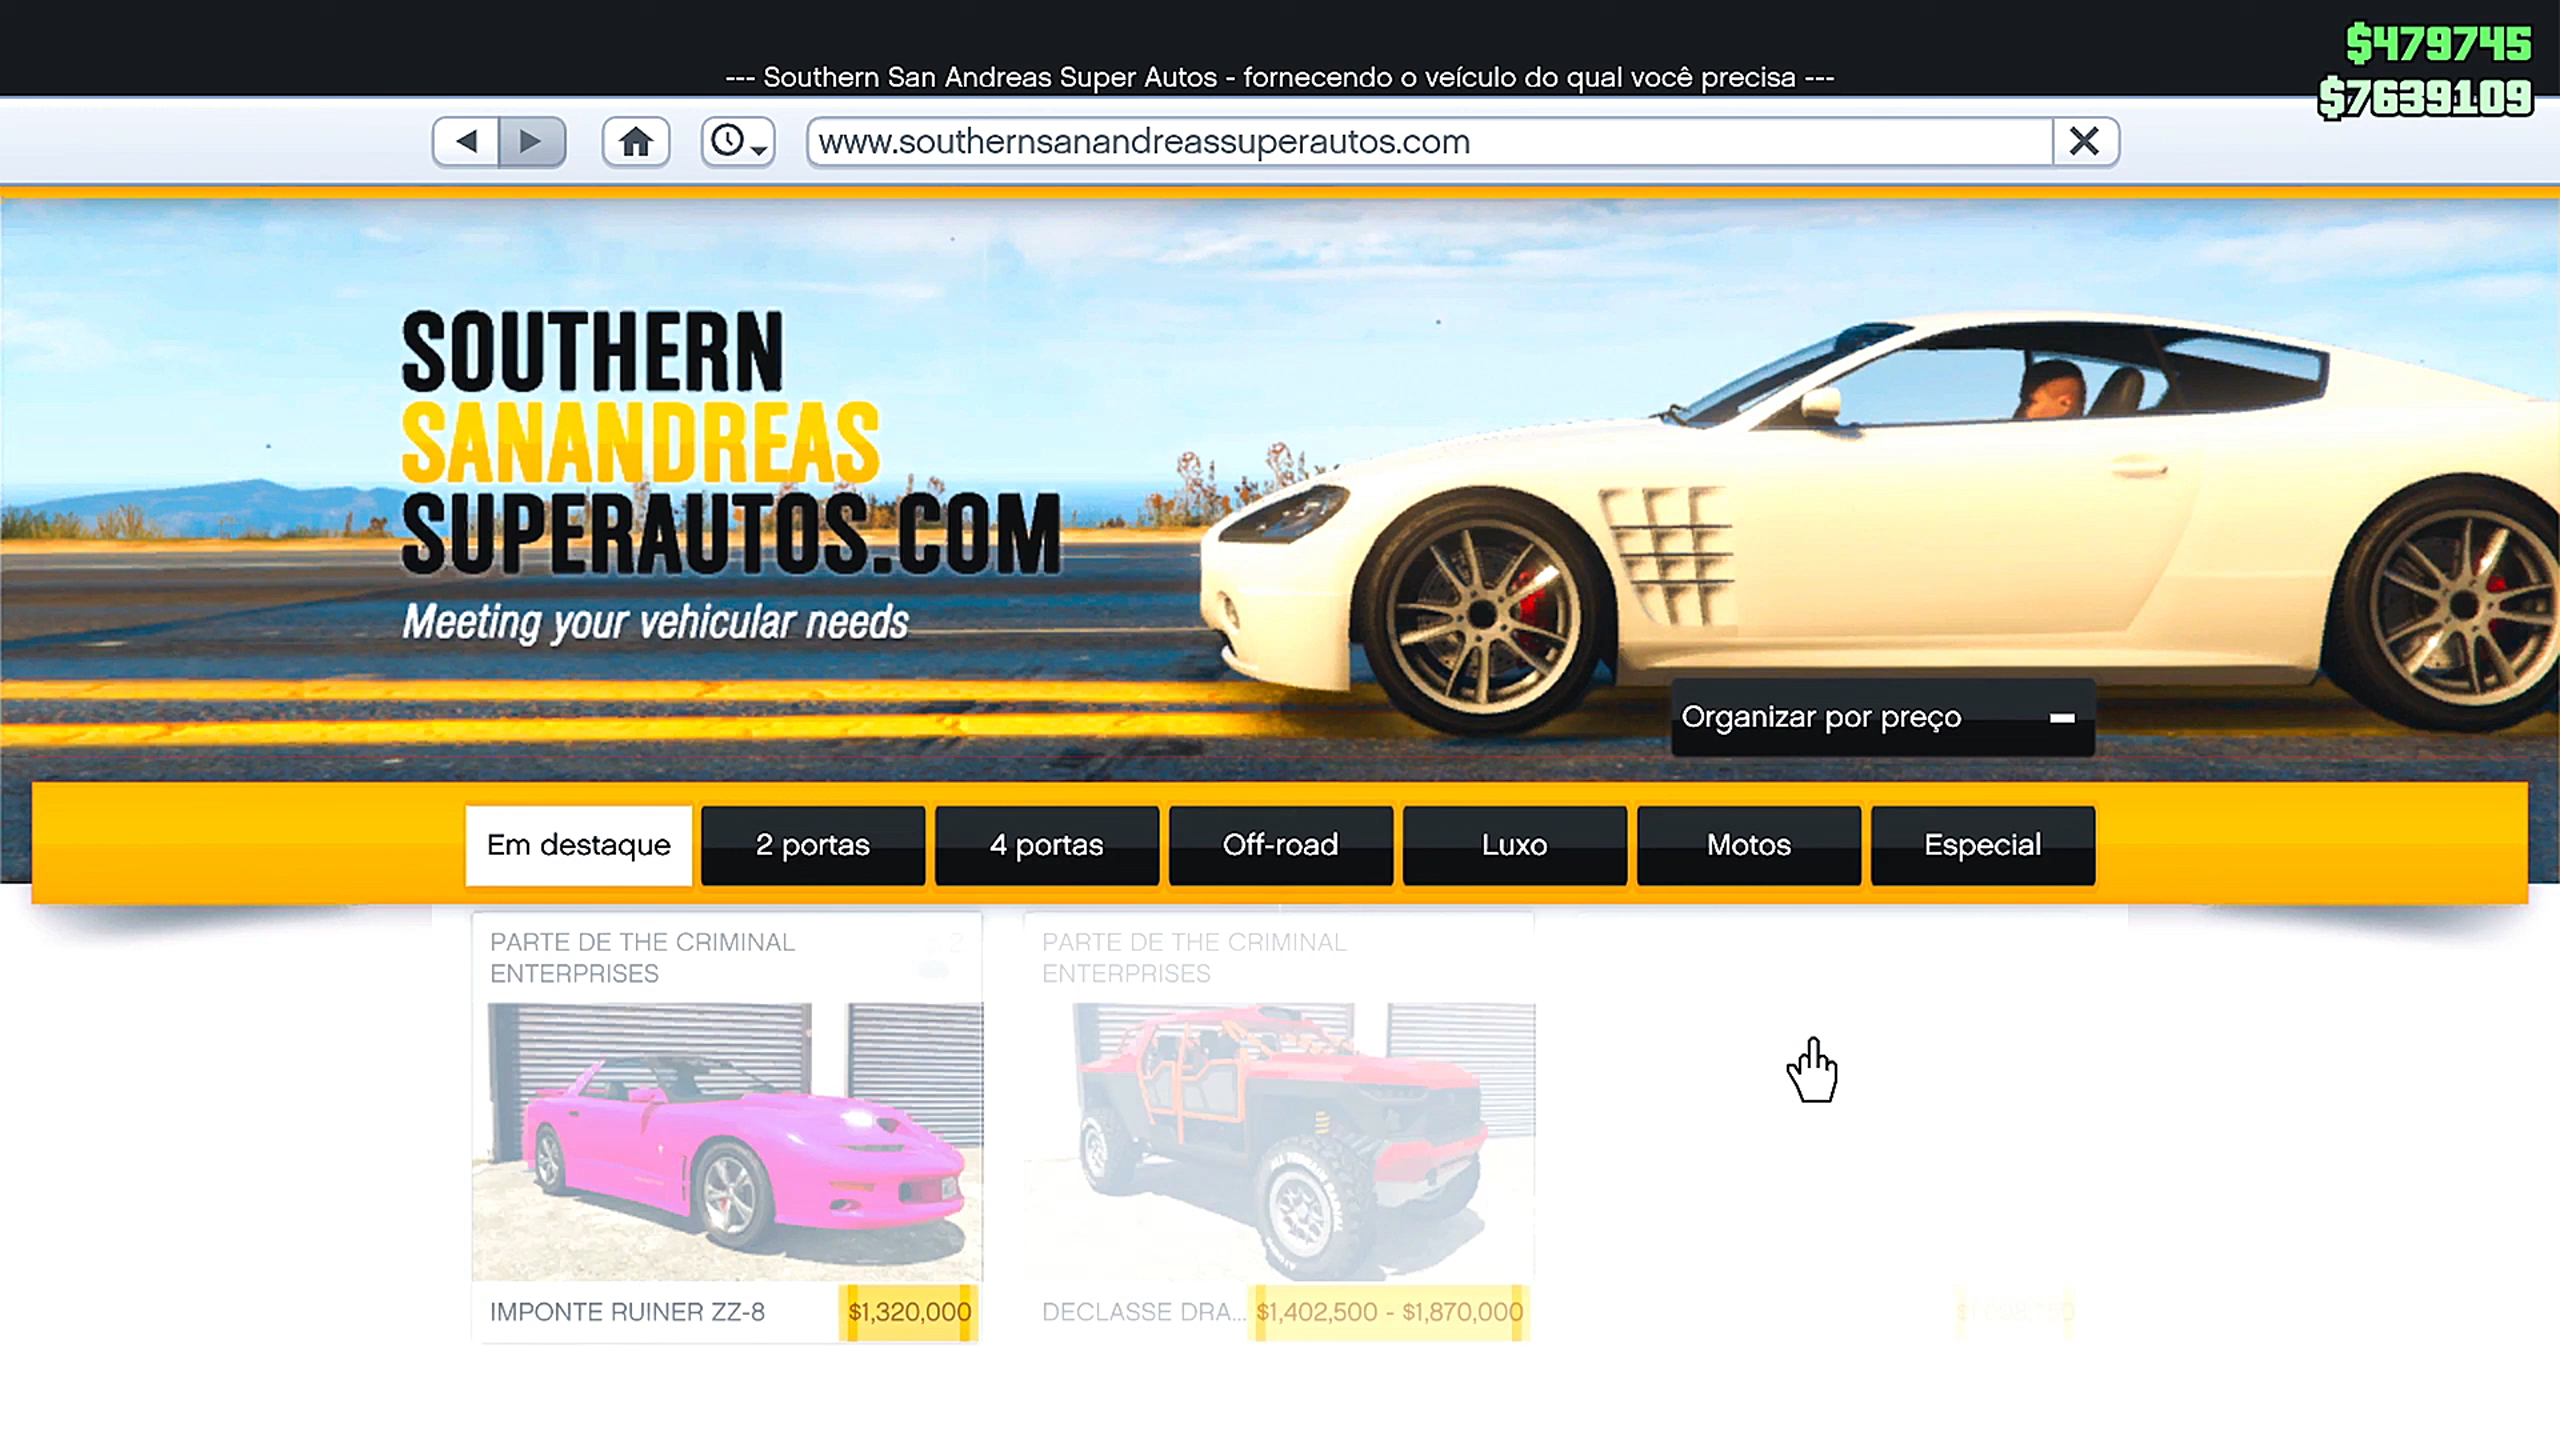 $479745
--- Southern San Andreas Super Autos - fornecendo o veículo do qual você precisa ---
$7639109
www.southernsanandreassuperautos.com
SOUTHERN
SANANDREAS
SUPERAUTOS.COM
Meeting your vehicular needs
Organizar por preço
Em destaque
2 portas
4 portas
Off-road
Luxo
Motos
Especial
PARTE DE THE CRIMINAL
ENTERPRISES
2
IMPONTE RUINER ZZ-8
$1,320,000
PARTE DE THE CRIMINAL
ENTERPRISES
DECLASSE DRA...
$1,402,500 - $1,870,000